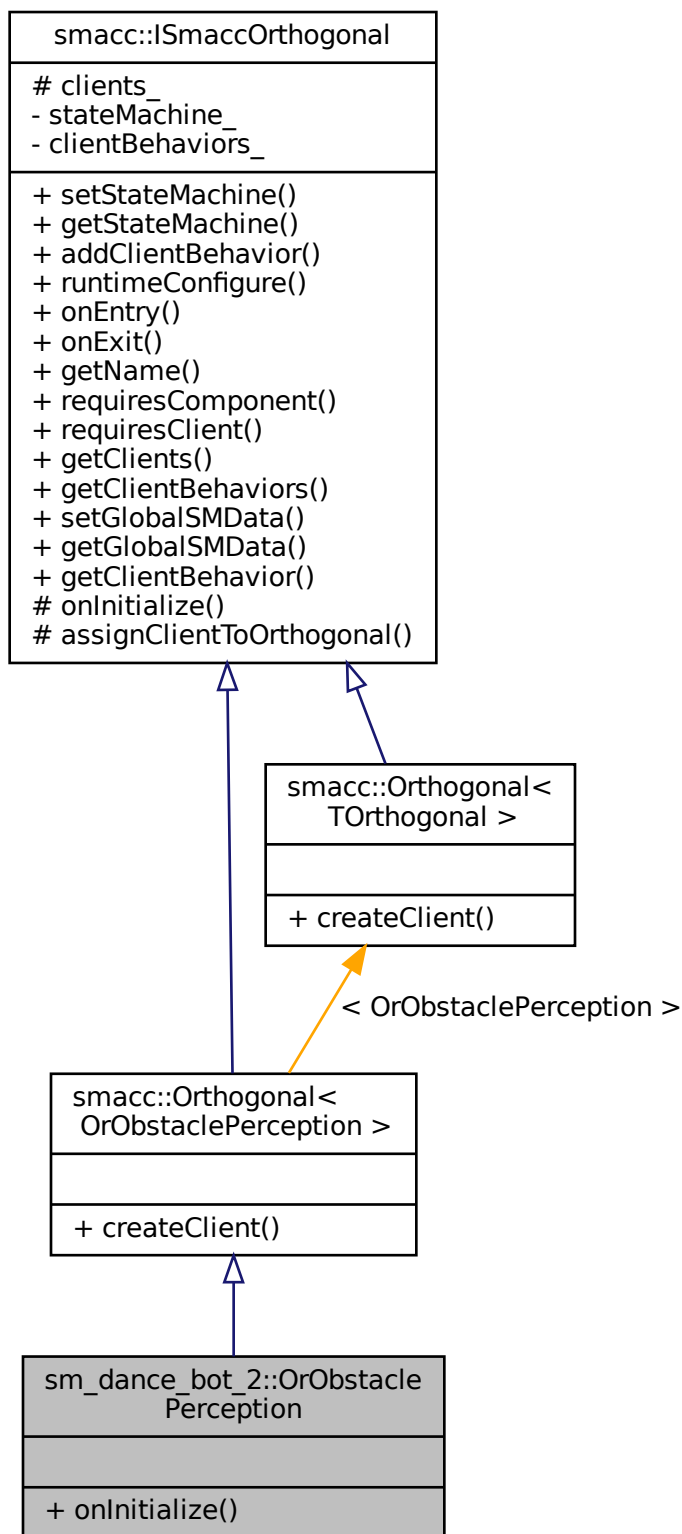 smacc::ISmaccOrthogonal
# clients_
- stateMachine_
- clientBehaviors_
+ setStateMachine()
+ getStateMachine()
+ addClientBehavior()
+ runtimeConfigure()
+ onEntry()
+ onExit()
+ getName()
+ requiresComponent()
+ requiresClient()
+ getClients()
+ getClientBehaviors()
+ setGlobalSMData()
+ getGlobalSMData()
+ getClientBehavior()
# onInitialize()
# assignClientToOrthogonal()
smacc::Orthogonal<
TOrthogonal >
+ createClient()
< OrObstaclePerception >
smacc::Orthogonal<
OrObstaclePerception >
+ createClient()
sm_dance_bot_2::OrObstacle
Perception
+ onInitialize()